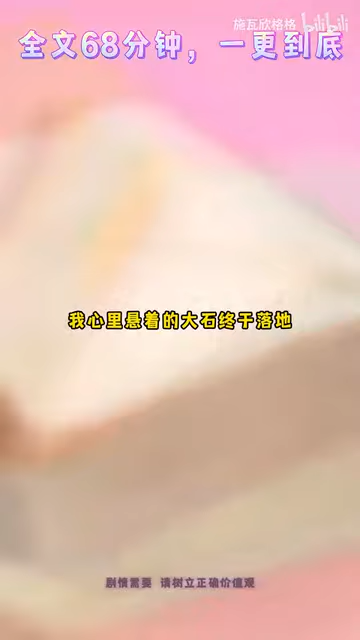 施瓦欣格格 bilibili
全文68分钟，一更到底
我心里悬着的大石终于落地
剧情需要 请树立正确价值观